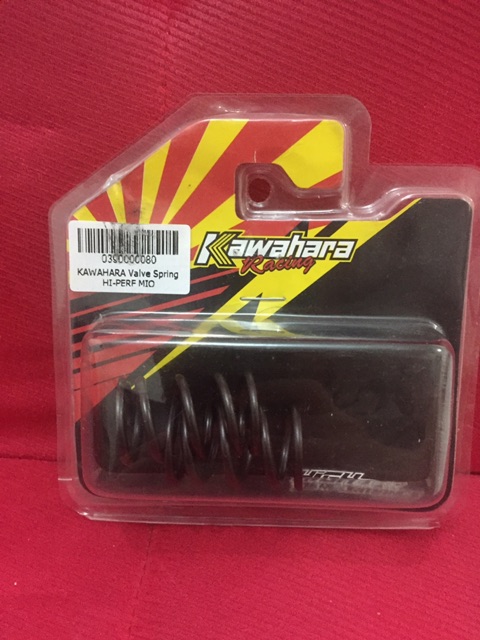 0390000080
KAWAHARA Valve Spring
HI-PERF MIO
Kawahara
Racing